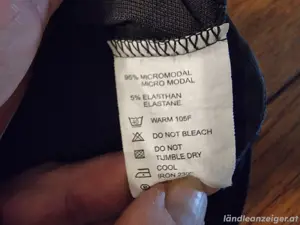 95% MICROMODAL
MICRO MODAL
5% ELASTHAN
ELASTANE
WARM 105F
DO NOT BLEACH
DO NOT
TUMBLE DRY
COOL
IRON
ländleanzeiger.at